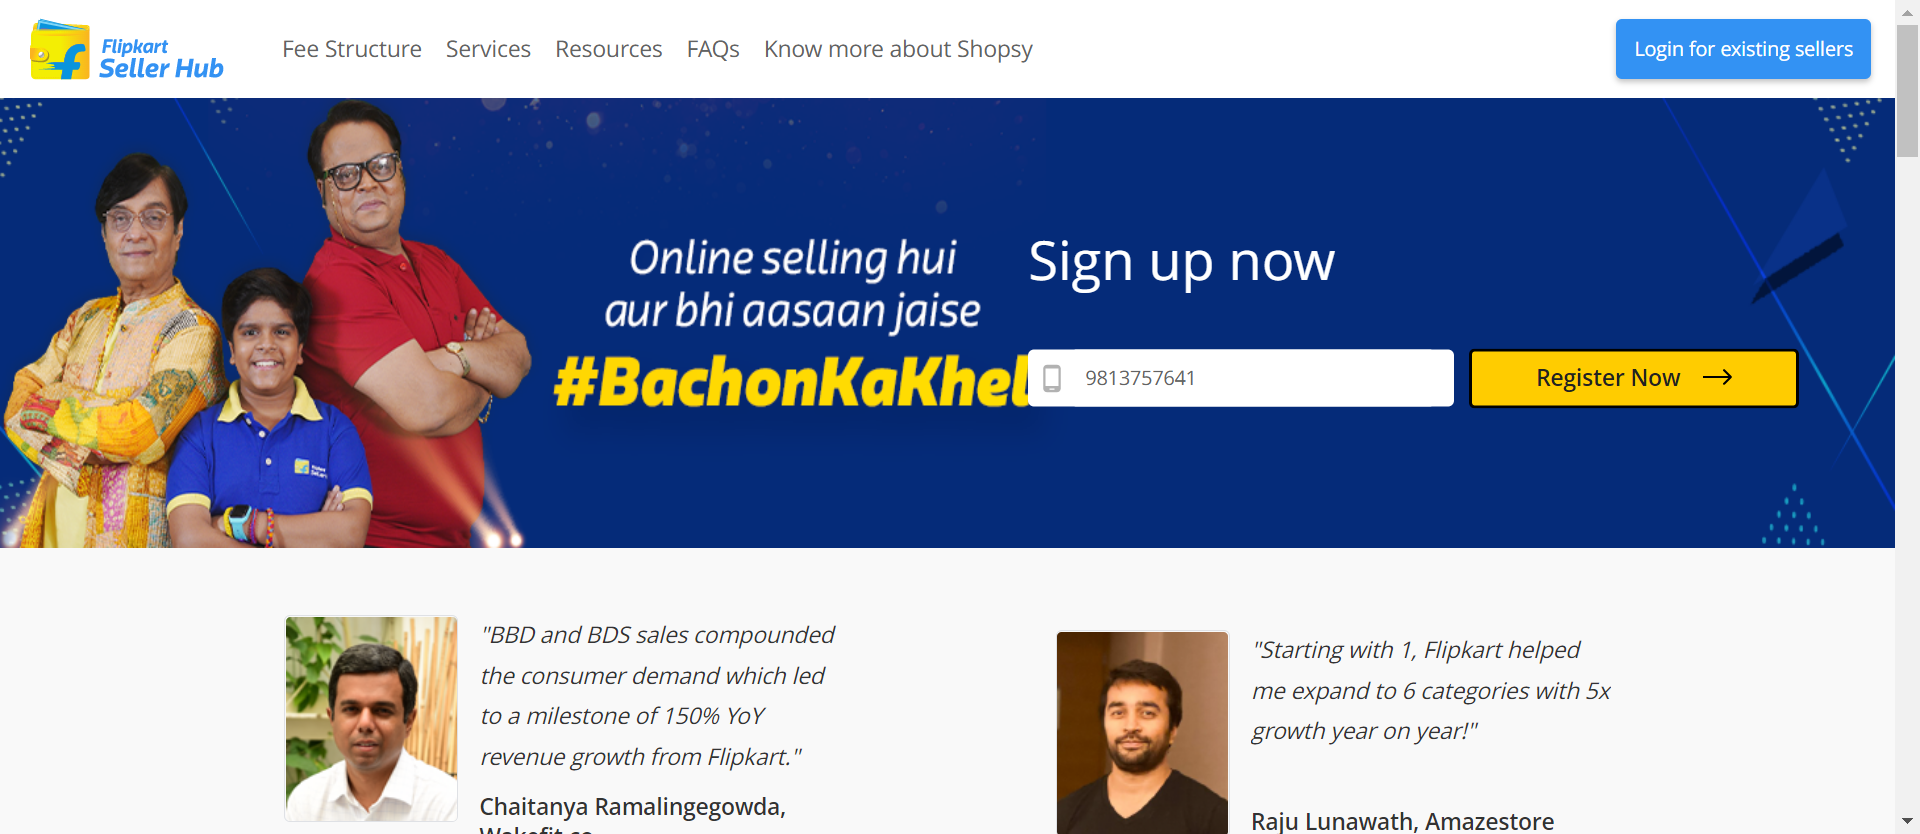 Flipkart
Seller Hub
Fee Structure Services Resources FAQs Know more about Shopsy
Login for existing sellers
Online selling hui
aur bhi aasaan jaise
#BachonKaKhel
Sign up now
9813757641
Register Now
"BBD and BDS sales compounded
the consumer demand which led
to a milestone of 150% YoY
revenue growth from Flipkart."
Chaitanya Ramalingegowda,
Wakefit.co
"Starting with 1, Flipkart helped
me expand to 6 categories with 5x
growth year on year!"
Raju Lunawath, Amazestore